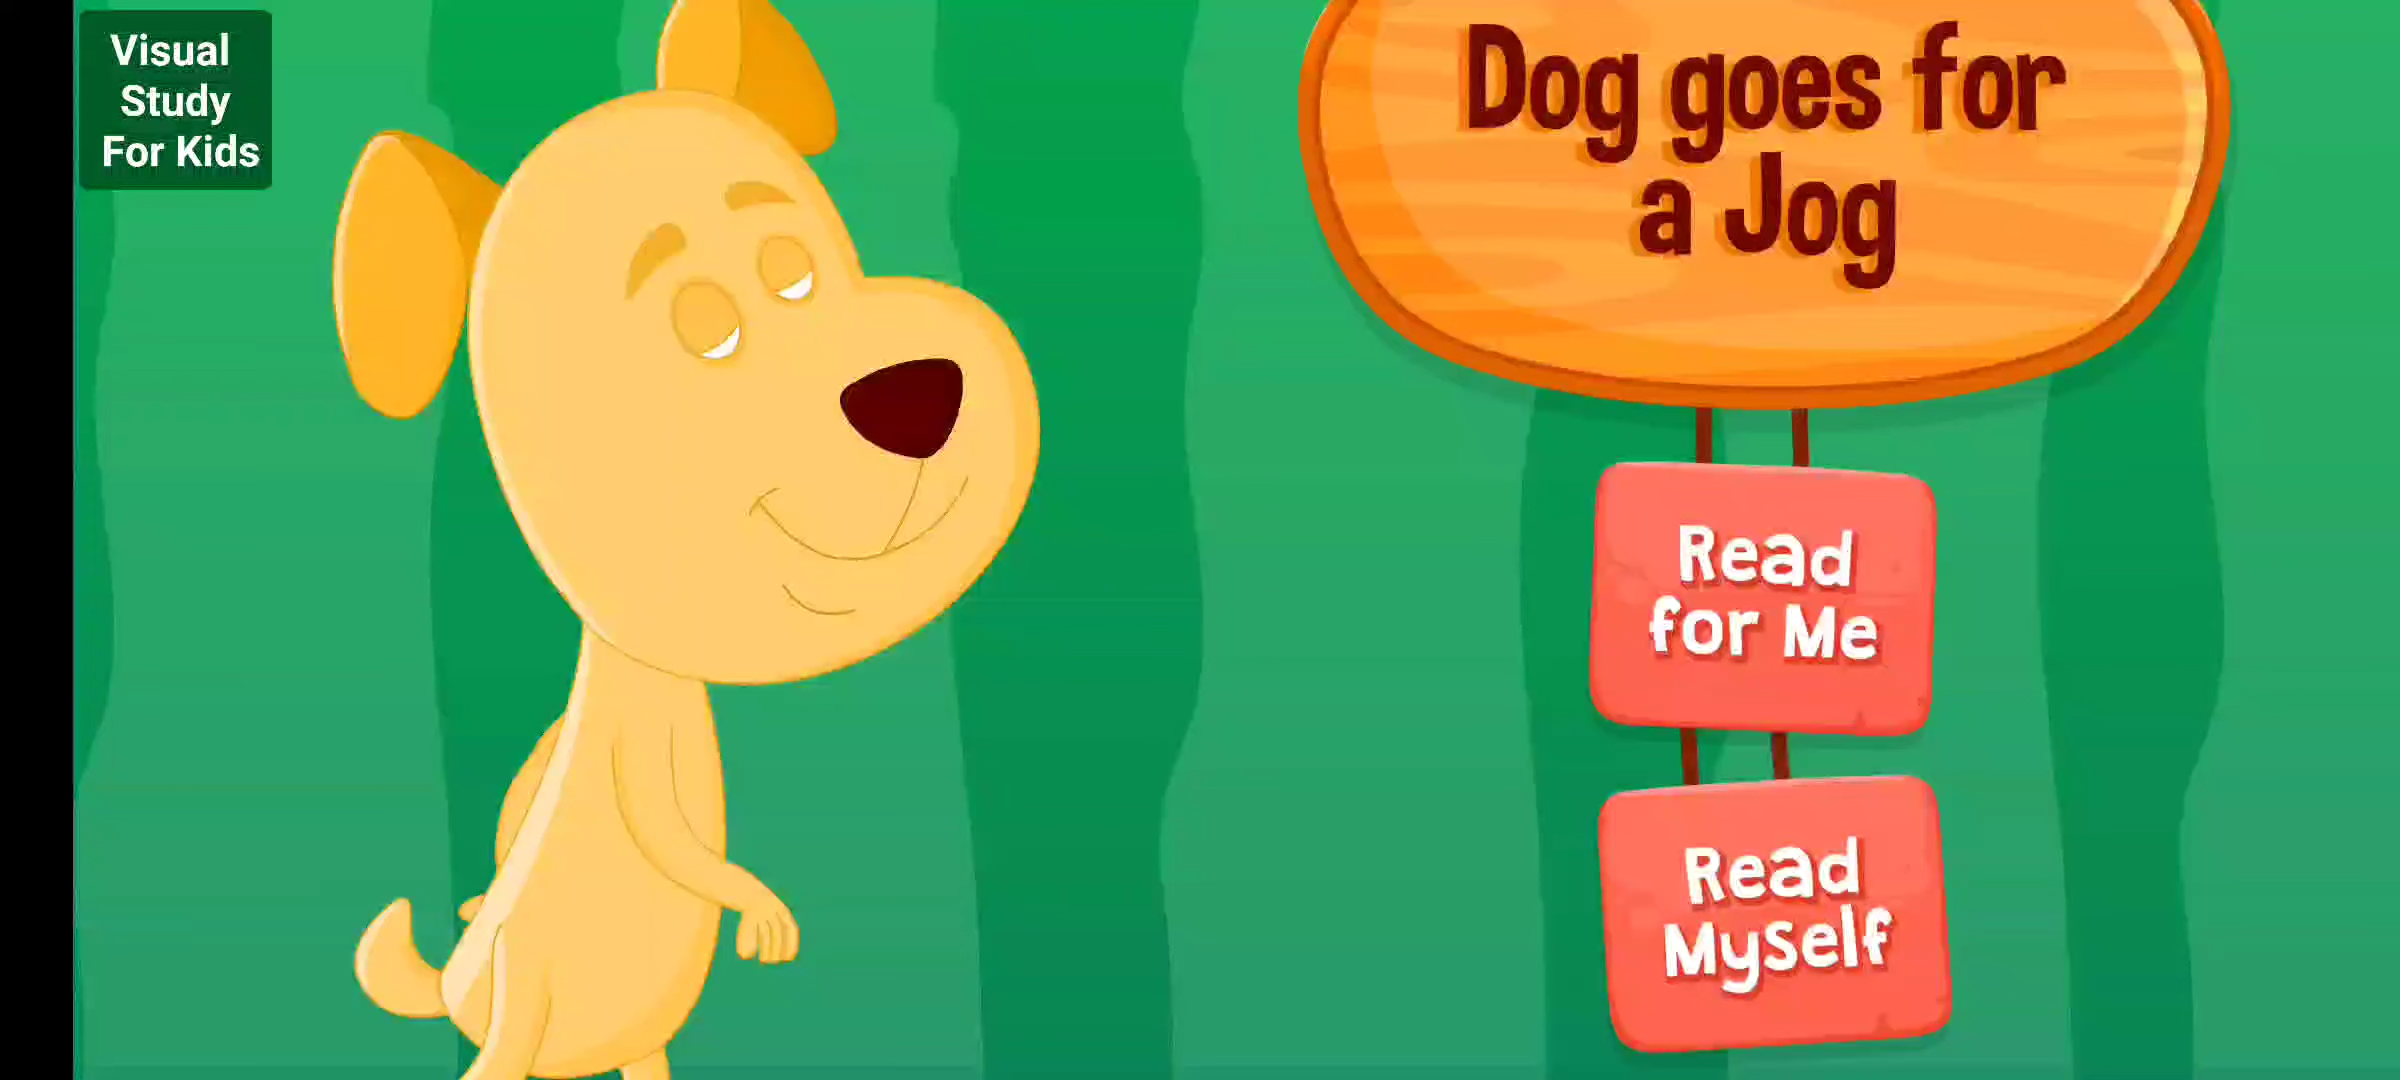 Visual
Study
For Kids
Dog goes for
a Jog
Read
for Me
Read
Myself